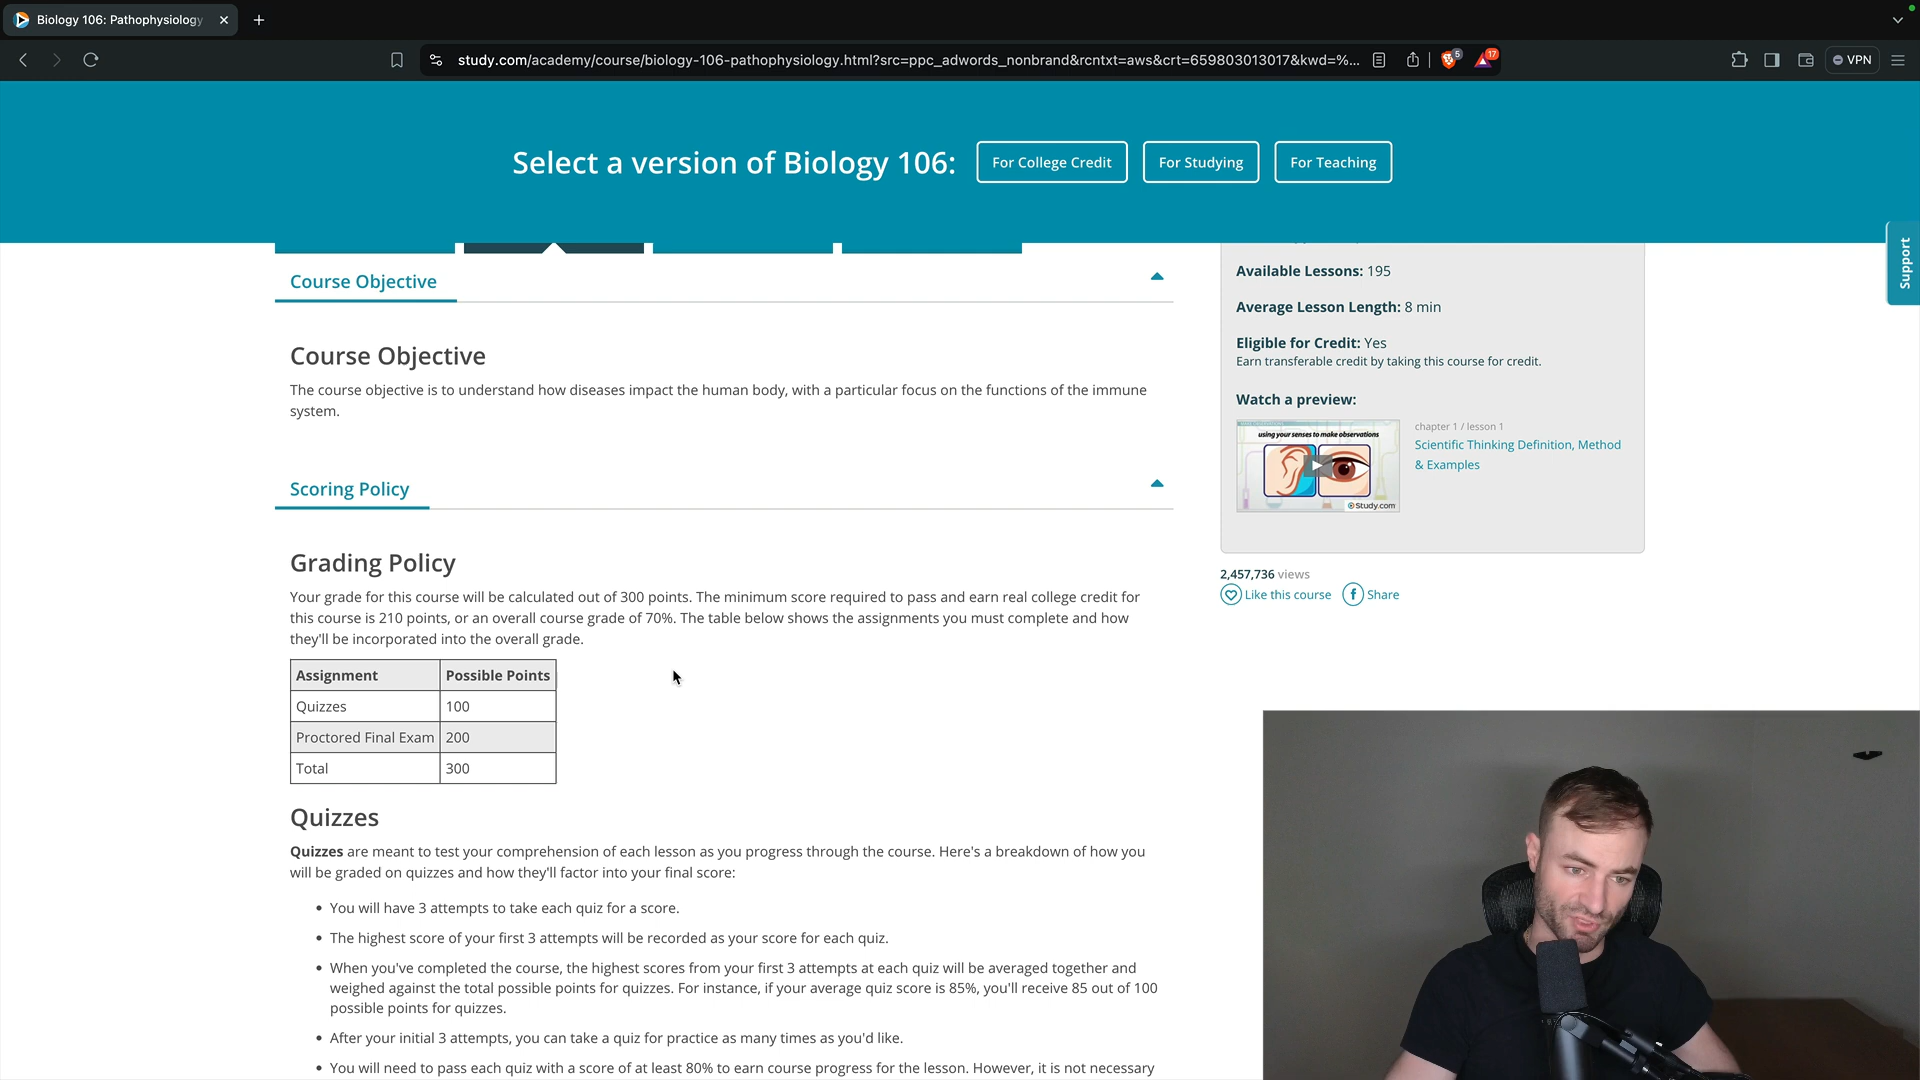 Biology 106: Pathophysiology
study.com/academy/course/biology-106-pathophysiology.html?src=ppc_adwords_nonbrand&rcntxt=aws&crt=659803013017&kwd=%...
5
17
VPN
Select a version of Biology 106:
For College Credit
For Studying
For Teaching
Support
Course Objective
Course Objective
The course objective is to understand how diseases impact the human body, with a particular focus on the functions of the immune
system.
Scoring Policy
Grading Policy
Your grade for this course will be calculated out of 300 points. The minimum score required to pass and earn real college credit for
this course is 210 points, or an overall course grade of 70%. The table below shows the assignments you must complete and how
they'll be incorporated into the overall grade.
Assignment Possible Points
Quizzes 100
Proctored Final Exam 200
Total 300
Quizzes
Quizzes are meant to test your comprehension of each lesson as you progress through the course. Here's a breakdown of how you
will be graded on quizzes and how they'll factor into your final score:
• You will have 3 attempts to take each quiz for a score.
• The highest score of your first 3 attempts will be recorded as your score for each quiz.
• When you've completed the course, the highest scores from your first 3 attempts at each quiz will be averaged together and
weighed against the total possible points for quizzes. For instance, if your average quiz score is 85%, you'll receive 85 out of 100
possible points for quizzes.
• After your initial 3 attempts, you can take a quiz for practice as many times as you'd like.
• You will need to pass each quiz with a score of at least 80% to earn course progress for the lesson. However, it is not necessary
Available Lessons: 195
Average Lesson Length: 8 min
Eligible for Credit: Yes
Earn transferable credit by taking this course for credit.
Watch a preview:
using your senses to make observations
Study.com
chapter 1 / lesson 1
Scientific Thinking Definition, Method
& Examples
2,457,736 views
Like this course
Share